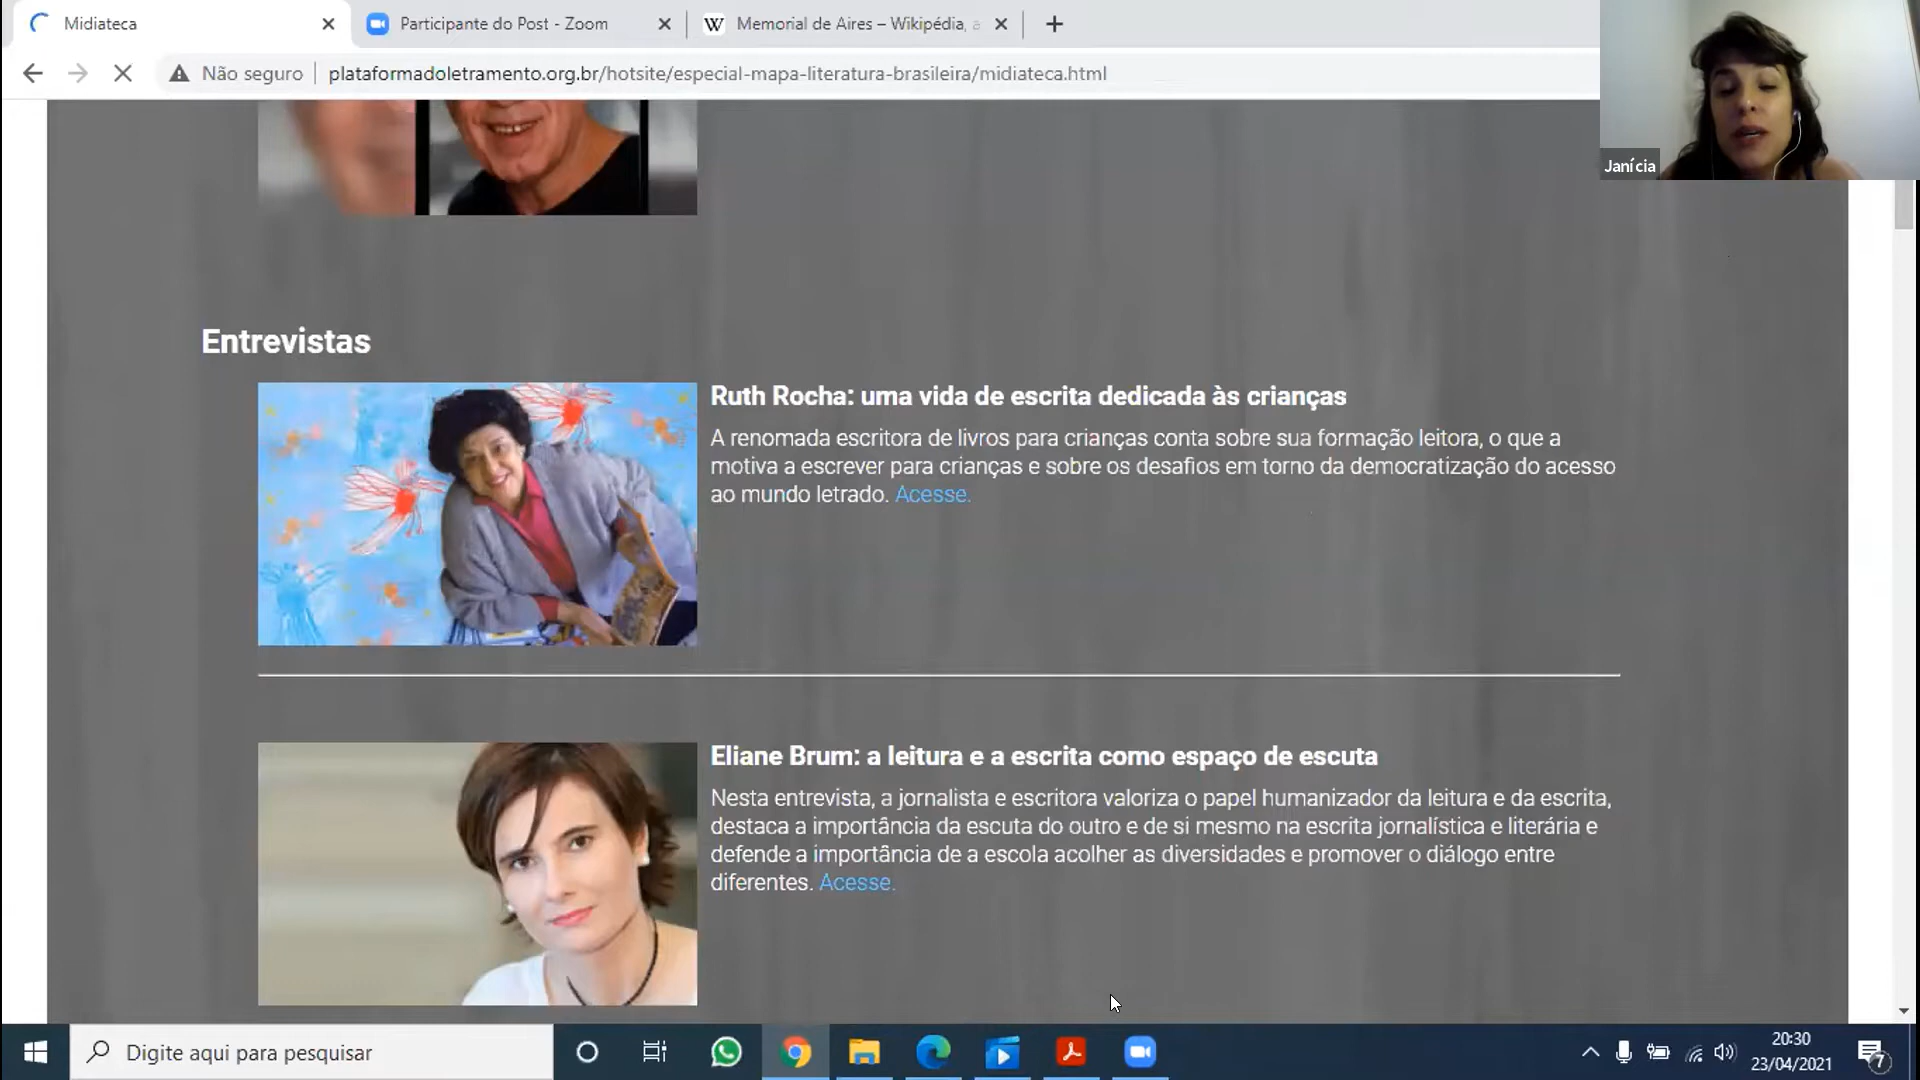 Midiateca
Participante do Post - Zoom
W Memorial de Aires – Wikipédia, a
Não seguro
plataformadoletramento.org.br/hotsite/especial-mapa-literatura-brasileira/midiateca.html
Janícia
Entrevistas
Ruth Rocha: uma vida de escrita dedicada às crianças
A renomada escritora de livros para crianças conta sobre sua formação leitora, o que a
motiva a escrever para crianças e sobre os desafios em torno da democratização do acesso
ao mundo letrado. Acesse.
Eliane Brum: a leitura e a escrita como espaço de escuta
Nesta entrevista, a jornalista e escritora valoriza o papel humanizador da leitura e da escrita,
destaca a importância da escuta do outro e de si mesmo na escrita jornalística e literária e
defende a importância de a escola acolher as diversidades e promover o diálogo entre
diferentes. Acesse.
Digite aqui para pesquisar
20:30
23/04/2021
7